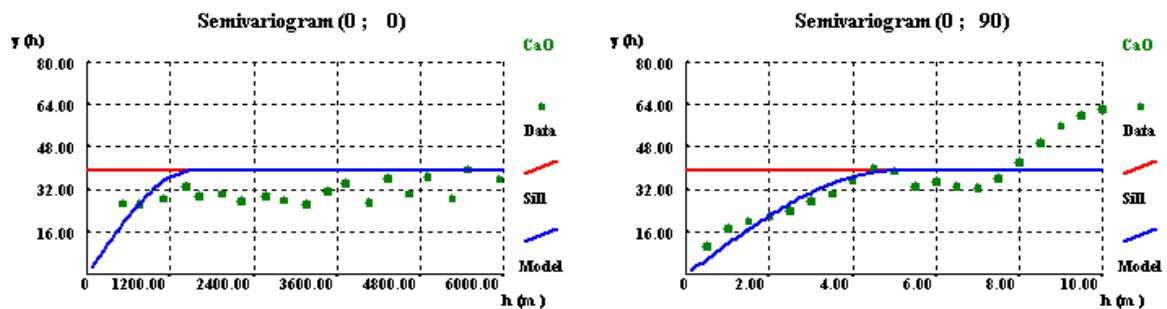 Semivariogram (0 ; 0)
γ (h)
CaO
80.00
64.00
48.00
32.00
16.00
0 1200.00 2400.00 3600.00 4800.00 6000.00
h (m )
Data
Sill
Model
Semivariogram (0 ; 90)
γ (h)
CaO
80.00
64.00
48.00
32.00
16.00
0 2.00 4.00 6.00 8.00 10.00
h (m )
Data
Sill
Model